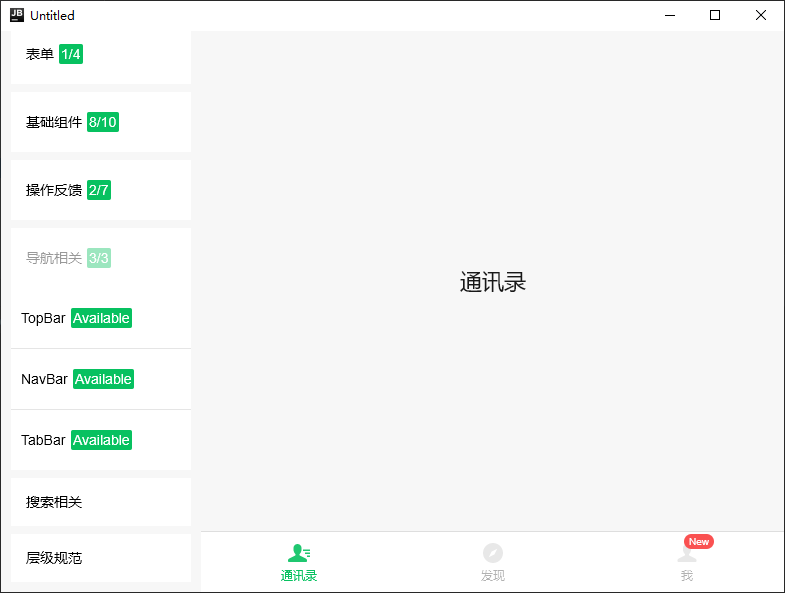 JB
Untitled
表单 1/4
基础组件 8/10
操作反馈 2/7
导航相关 3/3
TopBar Available
NavBar Available
TabBar Available
搜索相关
层级规范
通讯录
通讯录
发现
New
我